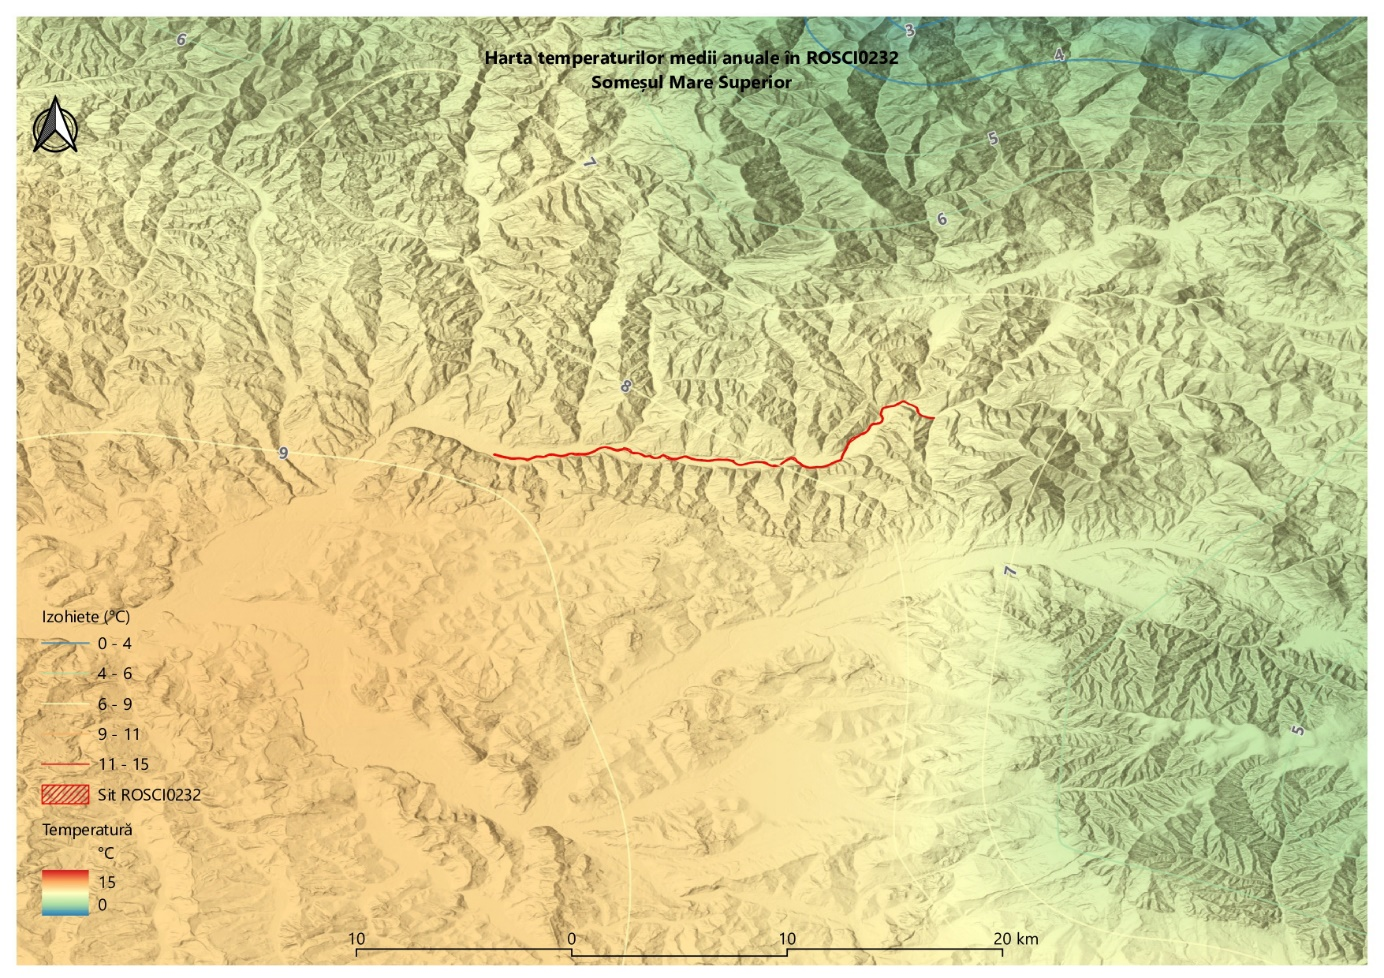 Harta temperaturilor medii anuale în ROSCI0232
Someșul Mare Superior
3
6
4
5
7
6
8
9
7
5
Izohiete (°C)
0 - 4
4 - 6
6 - 9
9 - 11
11 - 15
Sit ROSCI0232
Temperatură
°C
15
0
10 0 10 20 km